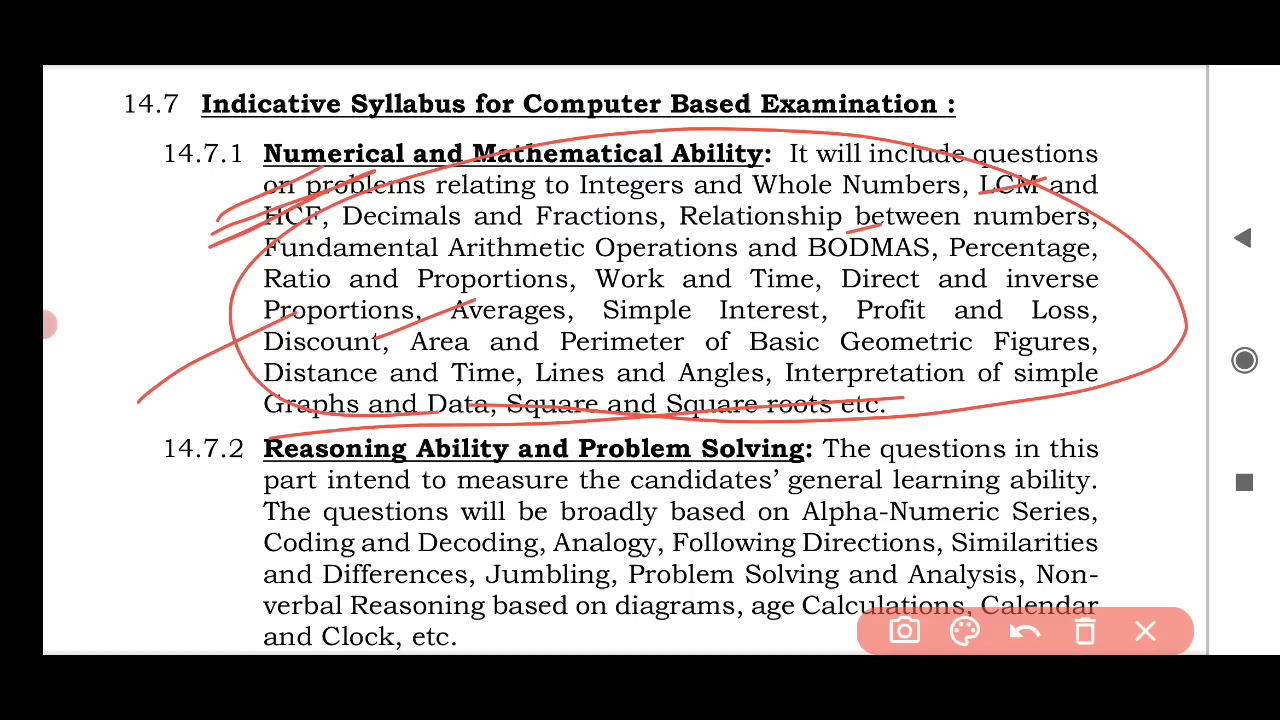 14.7 Indicative Syllabus for Computer Based Examination :
14.7.1 Numerical and Mathematical Ability: It will include questions
on problems relating to Integers and Whole Numbers, LCM and
HCF, Decimals and Fractions, Relationship between numbers,
Fundamental Arithmetic Operations and BODMAS, Percentage,
Ratio and Proportions, Work and Time, Direct and inverse
Proportions, Averages, Simple Interest, Profit and Loss,
Discount, Area and Perimeter of Basic Geometric Figures,
Distance and Time, Lines and Angles, Interpretation of simple
Graphs and Data, Square and Square roots etc.
14.7.2 Reasoning Ability and Problem Solving: The questions in this
part intend to measure the candidates’ general learning ability.
The questions will be broadly based on Alpha-Numeric Series,
Coding and Decoding, Analogy, Following Directions, Similarities
and Differences, Jumbling, Problem Solving and Analysis, Non-
verbal Reasoning based on diagrams, age Calculations, Calendar
and Clock, etc.